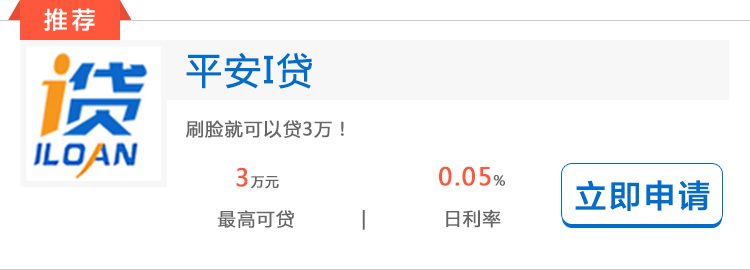 推荐
i贷
ILOAN
平安I贷
刷脸就可以贷3万！
3万元
0.05%
最高可贷 | 日利率
立即申请